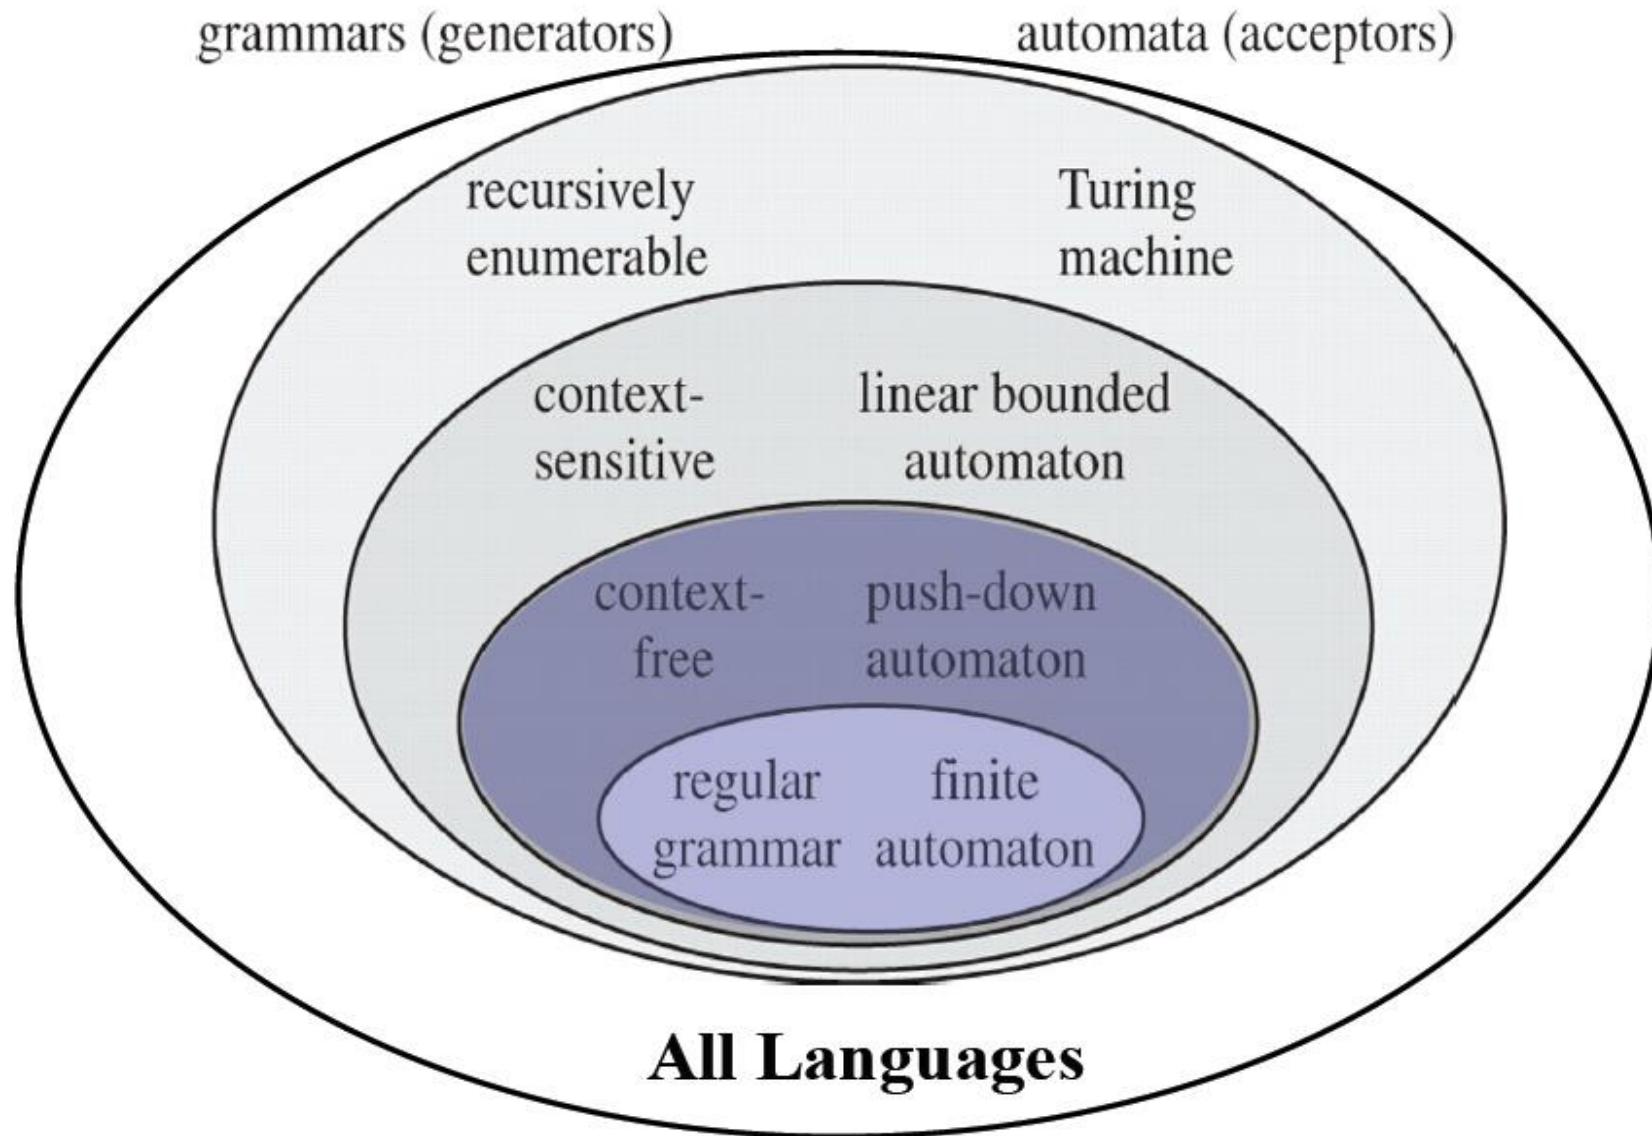 grammars (generators)
automata (acceptors)
recursively
enumerable
Turing
machine
context-
sensitive
linear bounded
automaton
context-
free
push-down
automaton
regular
grammar
finite
automaton
All Languages